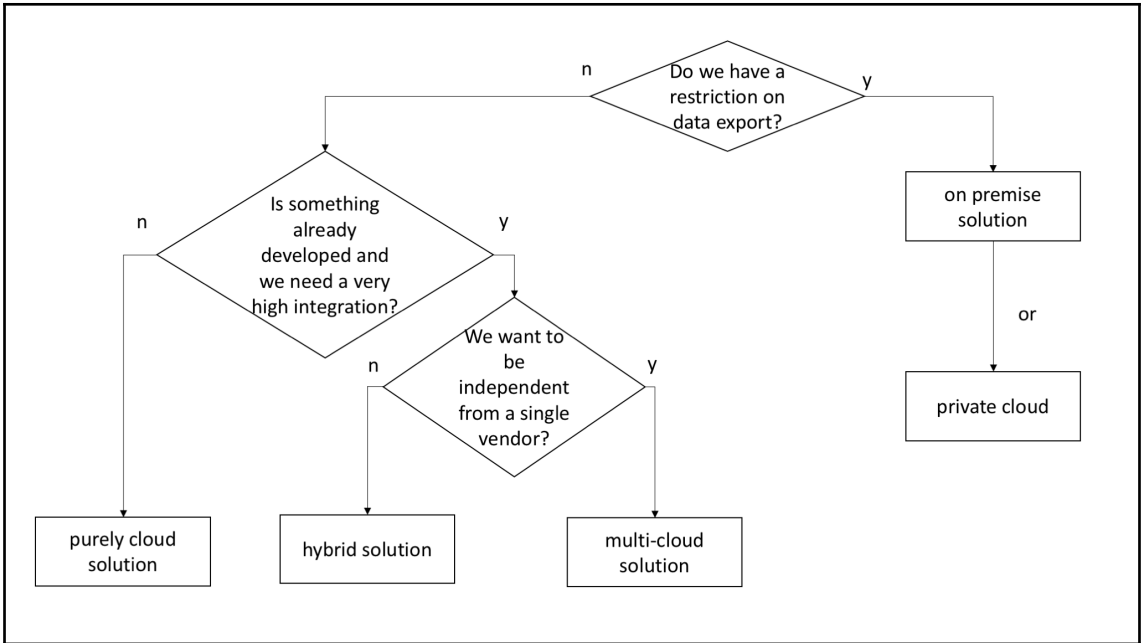 n
Do we have a
restriction on
data export?
y
on premise
solution
or
private cloud
n
Is something
already
developed and
we need a very
high integration?
y
n
We want to
be
independent
from a single
vendor?
y
purely cloud
solution
hybrid solution
multi-cloud
solution